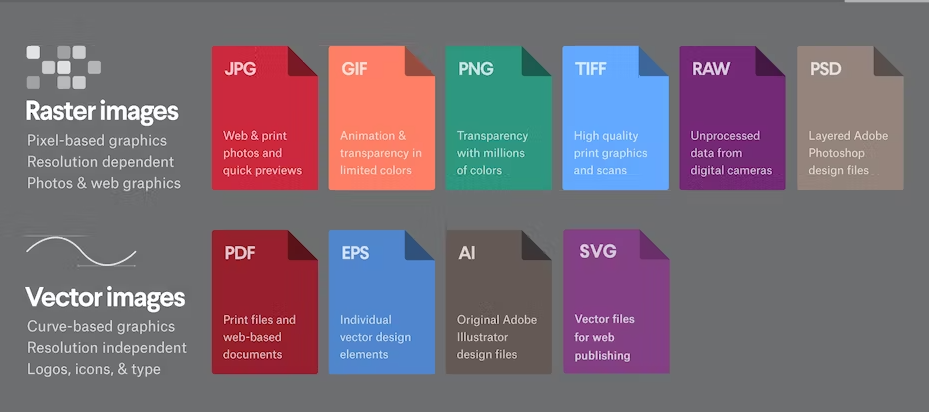 Raster images
Pixel-based graphics
Resolution dependent
Photos & web graphics
JPG
Web & print
photos and
quick previews
GIF
Animation &
transparency in
limited colors
PNG
Transparency
with millions
of colors
TIFF
High quality
print graphics
and scans
RAW
Unprocessed
data from
digital cameras
PSD
Layered Adobe
Photoshop
design files
Vector images
Curve-based graphics
Resolution independent
Logos, icons, & type
PDF
Print files and
web-based
documents
EPS
Individual
vector design
elements
AI
Original Adobe
Illustrator
design files
SVG
Vector files
for web
publishing